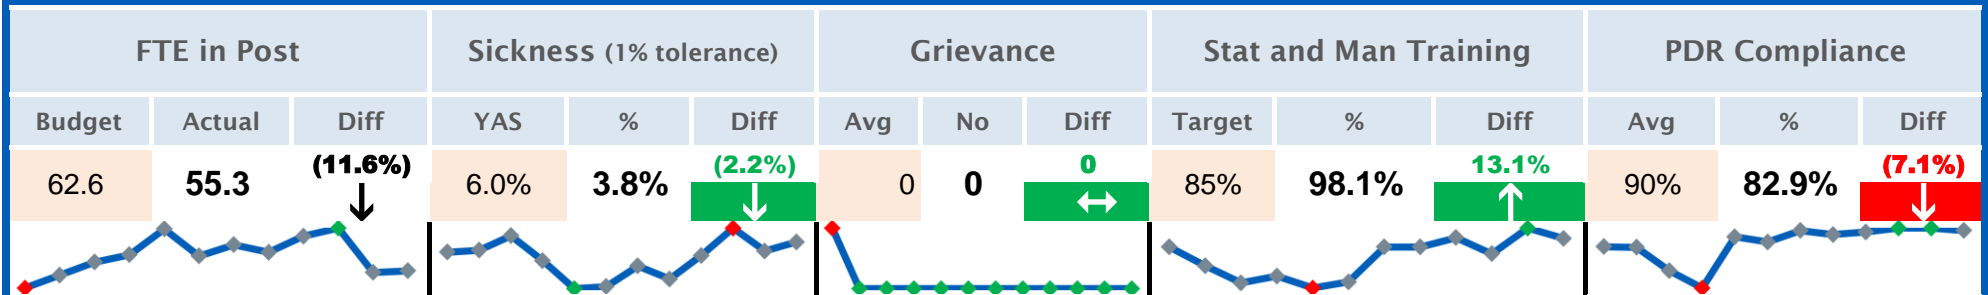 FTE in Post Sickness (1% tolerance) Grievance Stat and Man Training PDR Compliance
Budget Actual Diff YAS % Diff Avg No Diff Target % Diff Avg % Diff
62.6 55.3 (11.6%) 6.0% 3.8% (2.2%) 0 0 0 85% 98.1% 13.1% 90% 82.9% (7.1%)